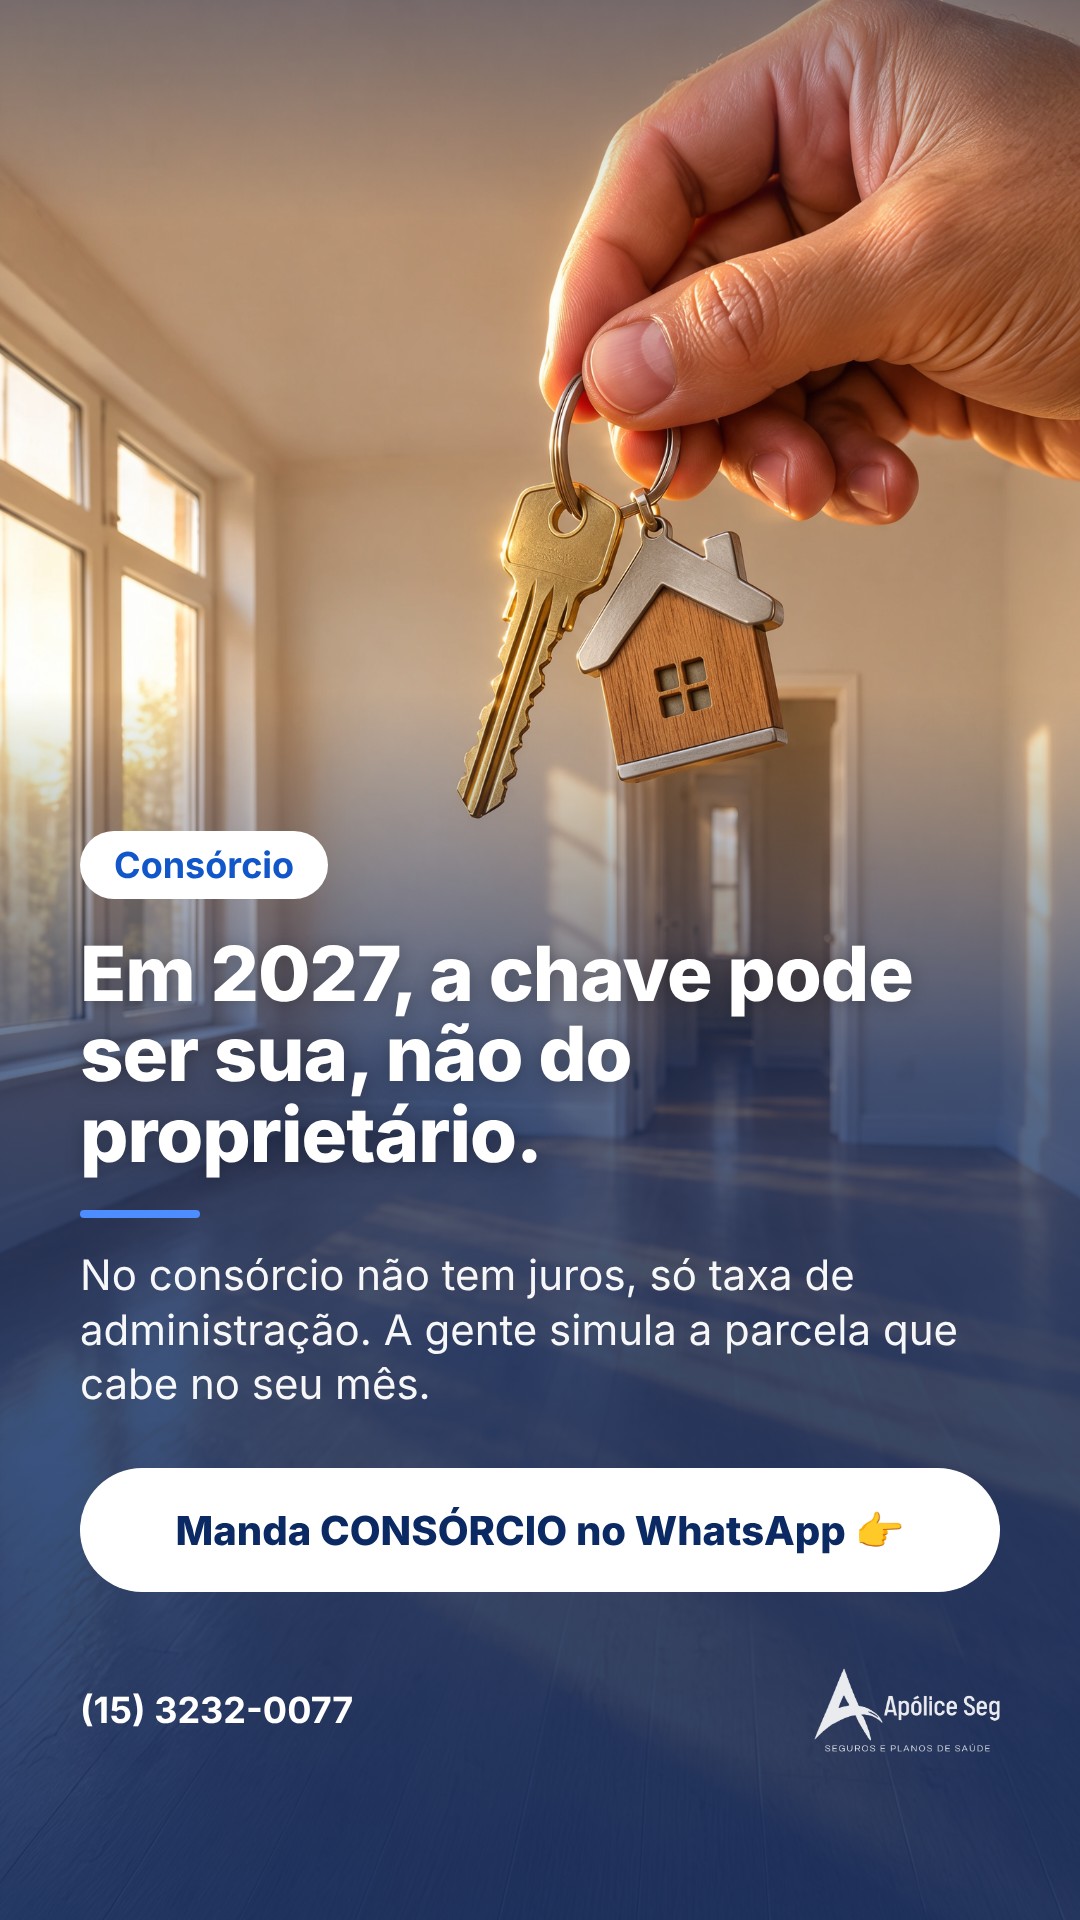 Consórcio
Em 2027, a chave pode
ser sua, não do
proprietário.
No consórcio não tem juros, só taxa de
administração. A gente simula a parcela que
cabe no seu mês.
Manda CONSÓRCIO no WhatsApp 👉
(15) 3232-0077
Apólice Seg
SEGUROS E PLANOS DE SAÚDE